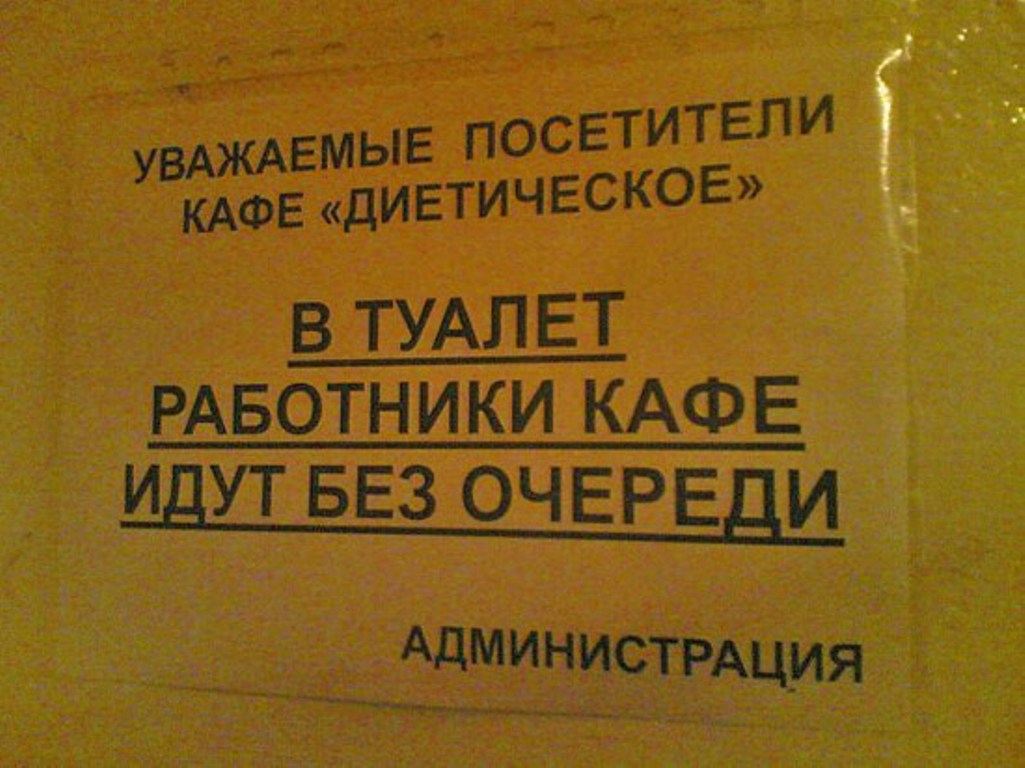 УВАЖАЕМЫЕ ПОСЕТИТЕЛИ
КАФЕ «ДИЕТИЧЕСКОЕ»
В ТУАЛЕТ
РАБОТНИКИ КАФЕ
ИДУТ БЕЗ ОЧЕРЕДИ
АДМИНИСТРАЦИЯ